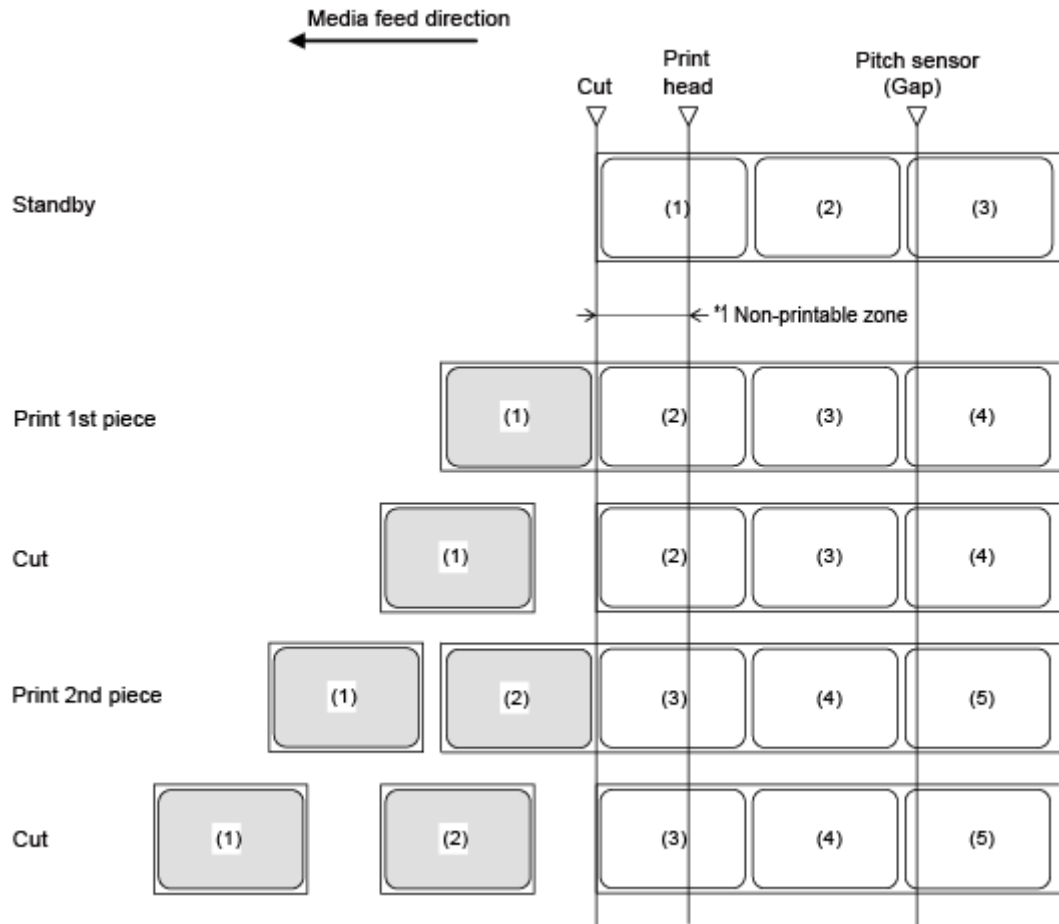 Media feed direction
Cut
Print
head
Pitch sensor
(Gap)
Standby
(1)
(2)
(3)
*1 Non-printable zone
Print 1st piece
(1)
(2)
(3)
(4)
Cut
(1)
(2)
(3)
(4)
Print 2nd piece
(1)
(2)
(3)
(4)
(5)
Cut
(1)
(2)
(3)
(4)
(5)